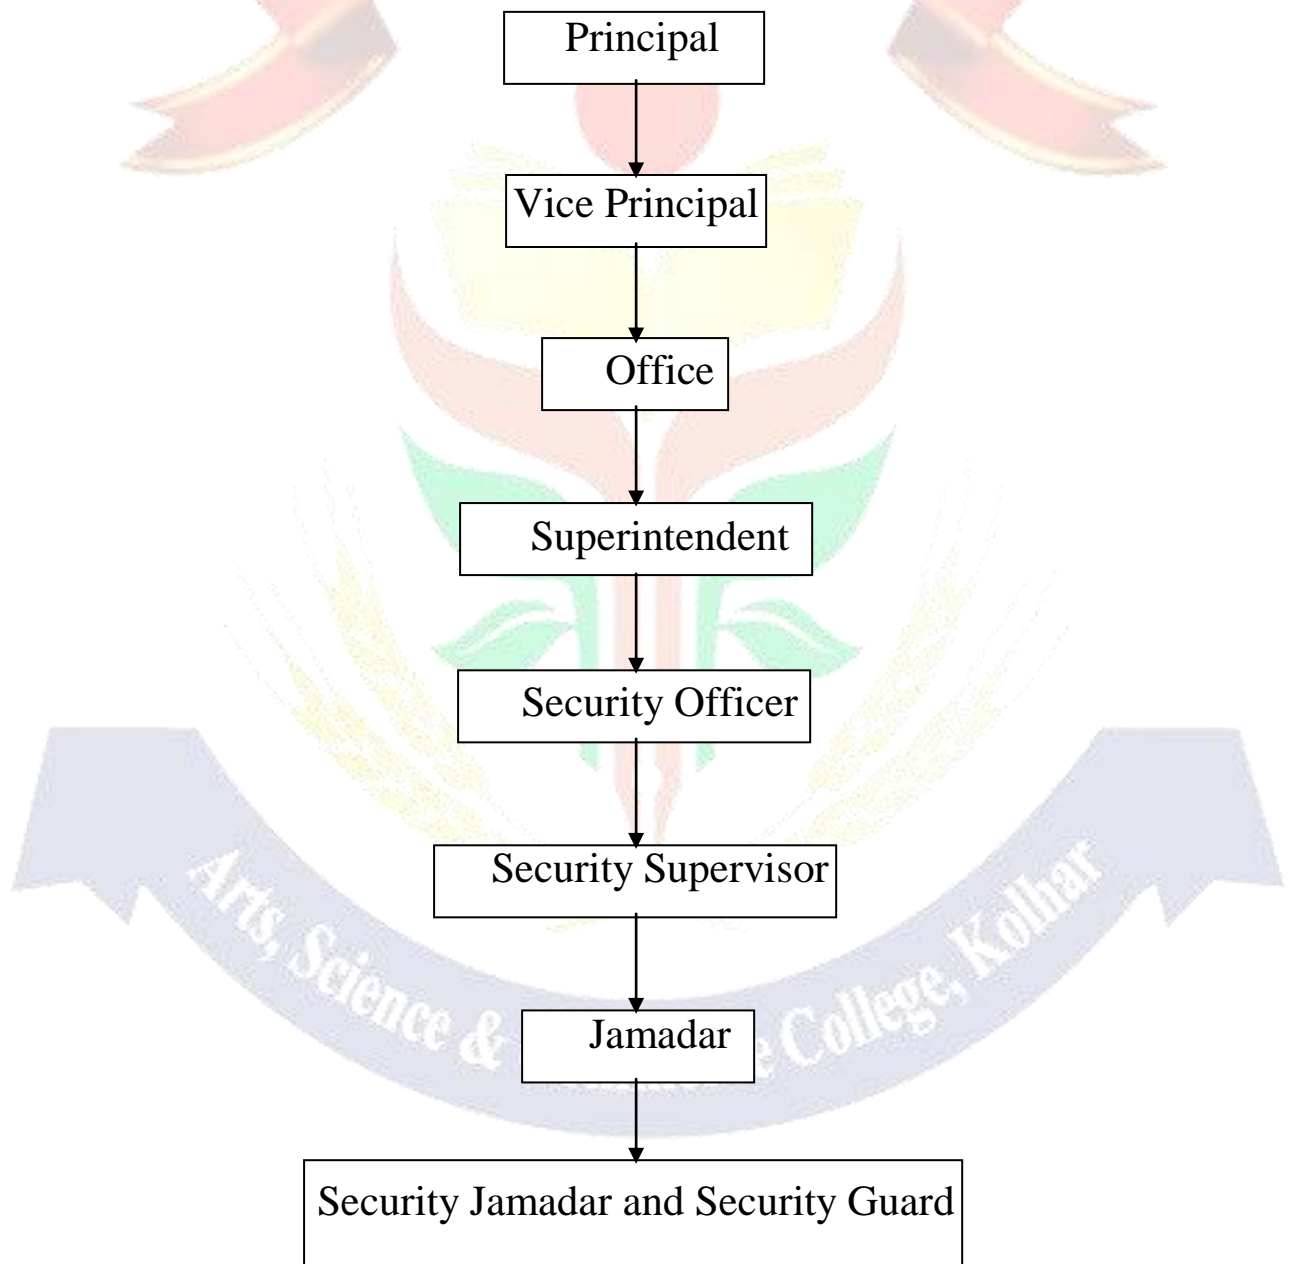 Principal
Vice Principal
Office
Superintendent
Security Officer
Security Supervisor
Jamadar
Security Jamadar and Security Guard
Arts, Science & e College, Kolhar